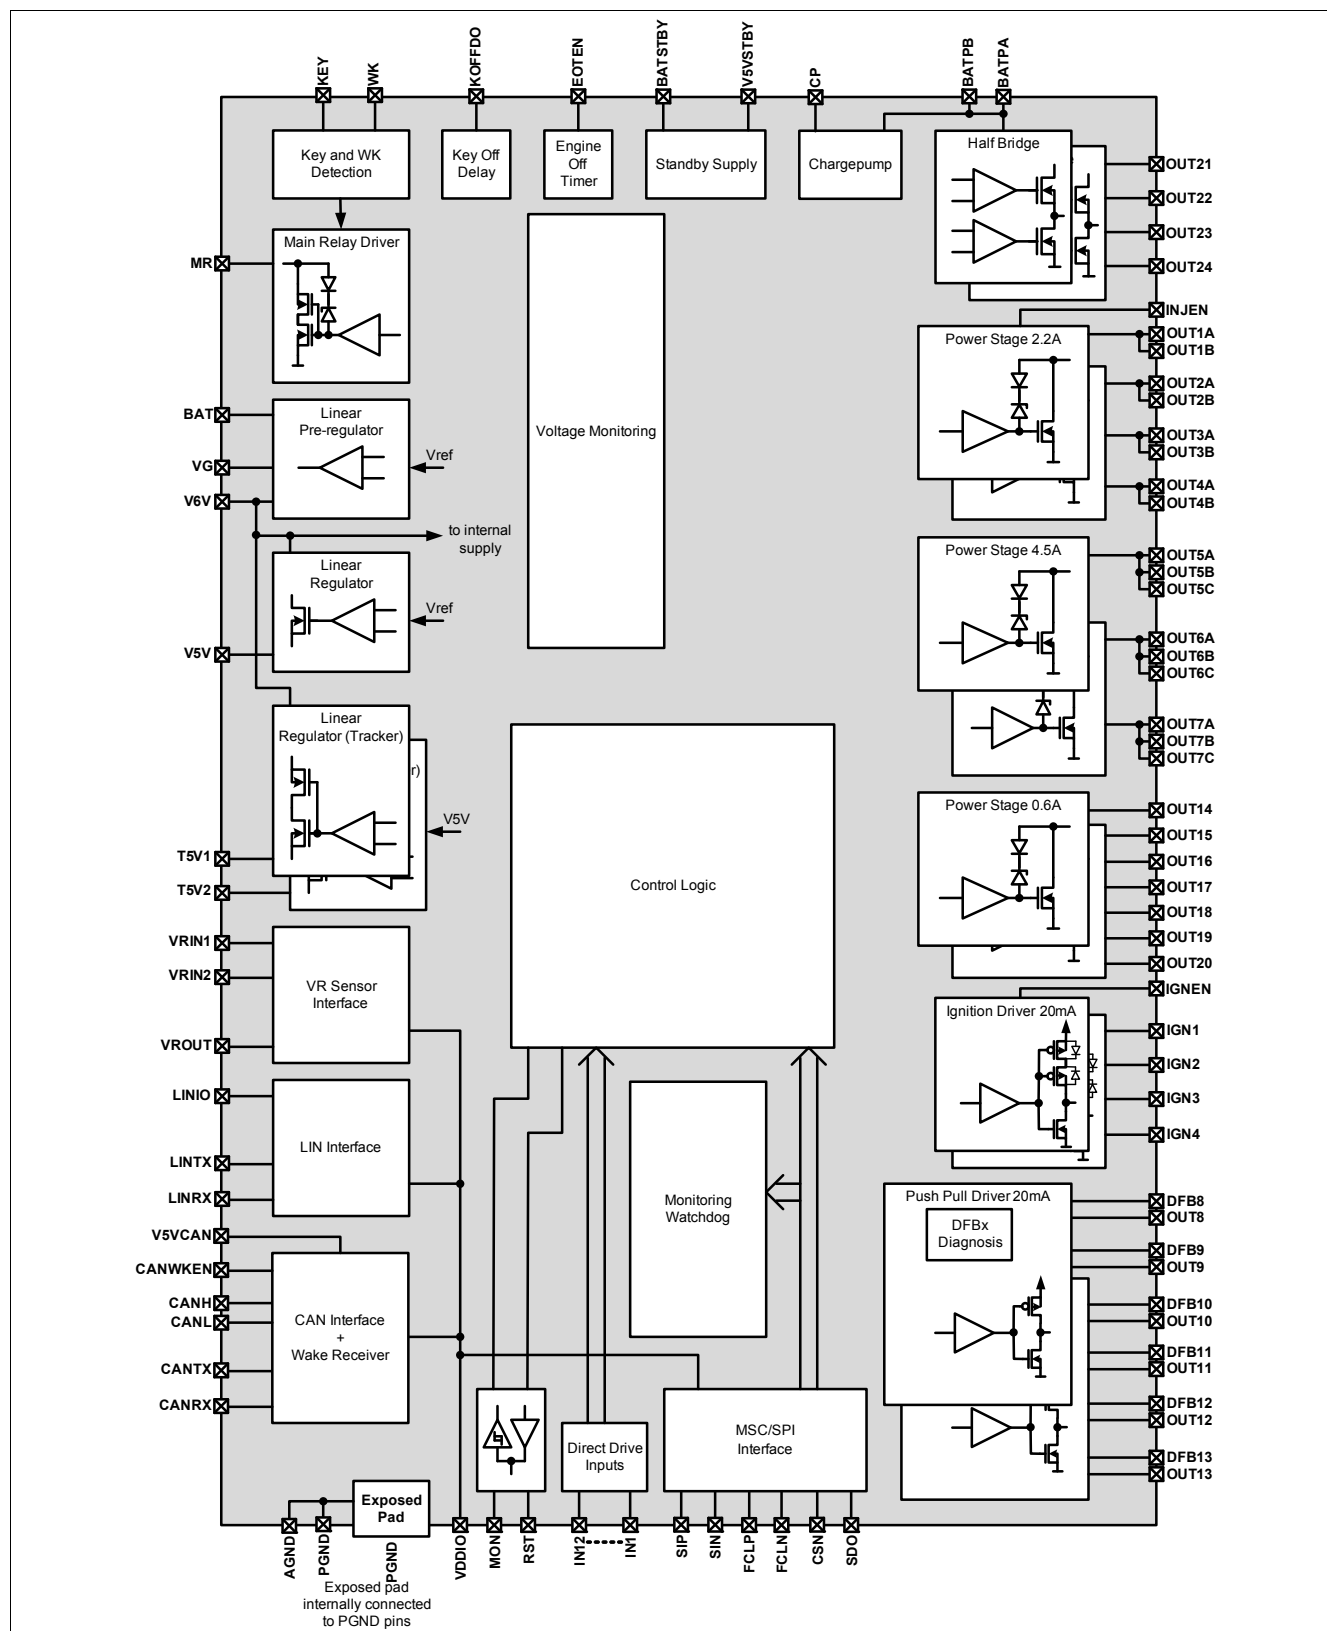 KEY
WK
KOFFDO
EOTEN
BATSTBY
V5VSTBY
CP
BATPB
BATPA
Key and WK
Detection
Key Off
Delay
Engine
Off
Timer
Standby Supply
Chargepump
Half Bridge
OUT21
OUT22
OUT23
OUT24
MR
Main Relay Driver
Voltage Monitoring
INJEN
Power Stage 2.2A
OUT1A
OUT1B
OUT2A
OUT2B
OUT3A
OUT3B
OUT4A
OUT4B
BAT
VG
V6V
Linear
Pre-regulator
Vref
to internal
supply
Linear
Regulator
Vref
V5V
Power Stage 4.5A
OUT5A
OUT5B
OUT5C
OUT6A
OUT6B
OUT6C
OUT7A
OUT7B
OUT7C
Linear
Regulator (Tracker)
r)
V5V
T5V1
T5V2
Control Logic
Power Stage 0.6A
OUT14
OUT15
OUT16
OUT17
OUT18
OUT19
OUT20
VRIN1
VRIN2
VROUT
VR Sensor
Interface
IGNEN
Ignition Driver 20mA
IGN1
IGN2
IGN3
IGN4
LINIO
LINTX
LINRX
LIN Interface
Monitoring
Watchdog
Push Pull Driver 20mA
DFBx
Diagnosis
DFB8
OUT8
DFB9
OUT9
DFB10
OUT10
DFB11
OUT11
DFB12
OUT12
DFB13
OUT13
V5VCAN
CANWKEN
CANH
CANL
CANTX
CANRX
CAN Interface
+
Wake Receiver
Direct Drive
Inputs
MSC/SPI
Interface
Exposed
Pad
AGND
PGND
PGND
VDDIO
MON
RST
IN12
IN1
SIP
SIN
FCLP
FCLN
CSN
SDO
Exposed pad
internally connected
to PGND pins